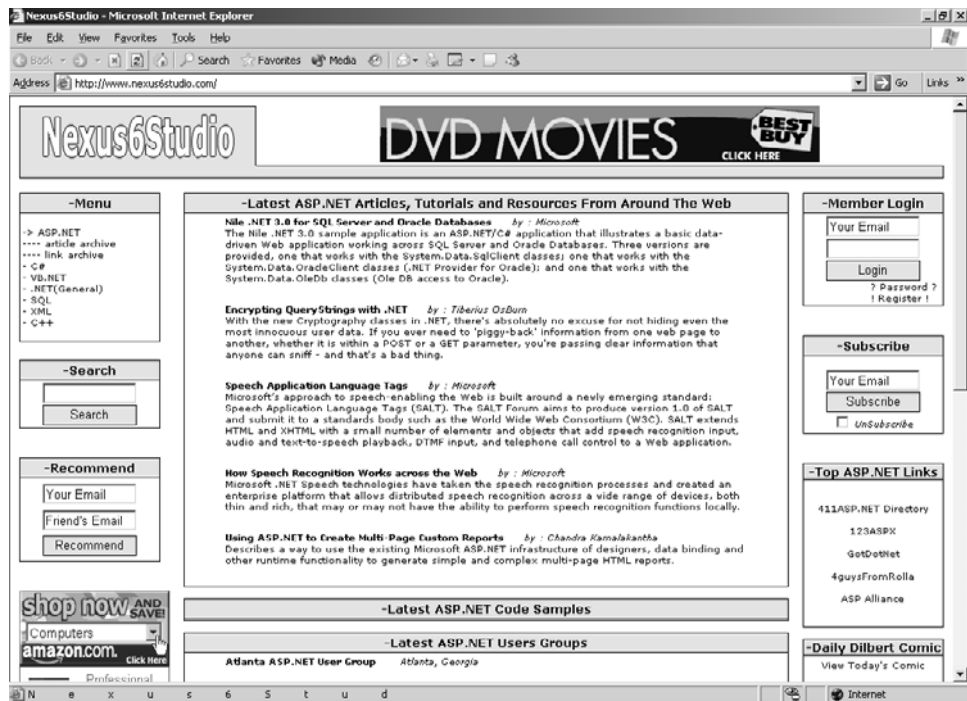 Nexus6Studio - Microsoft Internet Explorer
File Edit View Favorites Tools Help
Back Search Favorites Media
Address http://www.nexus6studio.com/ Go Links »
Nexus6Studio
DVD MOVIES CLICK HERE BEST BUY
-Menu
-> ASP.NET
---- article archive
---- link archive
- C#
- VB.NET
- .NET(General)
- SQL
- XML
- C++
-Search
Search
-Recommend
Your Email
Friend's Email
Recommend
shop now AND SAVE!
Computers
amazon.com. Click Here
Professional
-Latest ASP.NET Articles, Tutorials and Resources From Around The Web
Nile .NET 3.0 for SQL Server and Oracle Databases by : Microsoft
The Nile .NET 3.0 sample application is an ASP.NET/C# application that illustrates a basic data-
driven Web application working across SQL Server and Oracle Databases. Three versions are
provided, one that works with the System.Data.SqlClient classes; one that works with the
System.Data.OracleClient classes (.NET Provider for Oracle); and one that works with the
System.Data.OleDb classes (Ole DB access to Oracle).
Encrypting QueryStrings with .NET by : Tiberius OsBurn
With the new Cryptography classes in .NET, there's absolutely no excuse for not hiding even the
most innocuous user data. If you ever need to 'piggy-back' information from one web page to
another, whether it is within a POST or a GET parameter, you're passing clear information that
anyone can sniff - and that's a bad thing.
Speech Application Language Tags by : Microsoft
Microsoft's approach to speech-enabling the Web is built around a newly emerging standard:
Speech Application Language Tags (SALT). The SALT Forum aims to produce version 1.0 of SALT
and submit it to a standards body such as the World Wide Web Consortium (W3C). SALT extends
HTML and XHTML with a small number of elements and objects that add speech recognition input,
audio and text-to-speech playback, DTMF input, and telephone call control to a Web application.
How Speech Recognition Works across the Web by : Microsoft
Microsoft .NET Speech technologies have taken the speech recognition processes and created an
enterprise platform that allows distributed speech recognition across a wide range of devices, both
thin and rich, that may or may not have the ability to perform speech recognition functions locally.
Using ASP.NET to Create Multi-Page Custom Reports by : Chandra Kamalakantha
Describes a way to use the existing Microsoft ASP.NET infrastructure of designers, data binding and
other runtime functionality to generate simple and complex multi-page HTML reports.
-Latest ASP.NET Code Samples
-Latest ASP.NET Users Groups
Atlanta ASP.NET User Group Atlanta, Georgia
-Member Login
Your Email
Login
? Password ?
! Register !
-Subscribe
Your Email
Subscribe
UnSubscribe
-Top ASP.NET Links
411ASP.NET Directory
123ASPX
GotDotNet
4guysFromRolla
ASP Alliance
-Daily Dilbert Comic
View Today's Comic
N e x u s 6 S t u d
Internet